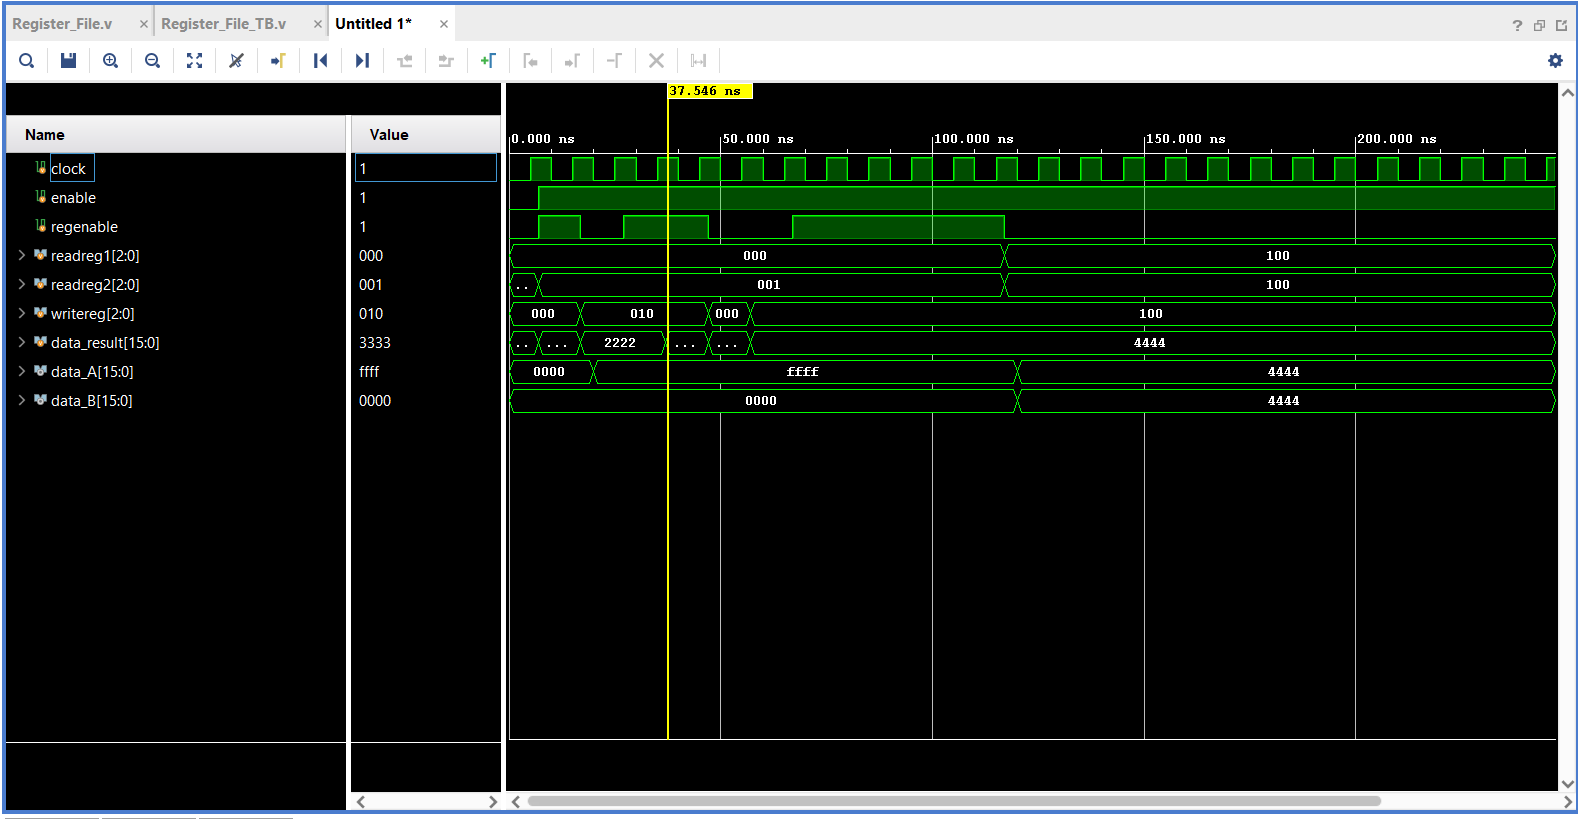 Register_File.v × Register_File_TB.v × Untitled 1* ×
?
37.546 ns
Name Value
0.000 ns 50.000 ns 100.000 ns 150.000 ns 200.000 ns
clock 1
enable 1
regenable 1
readreg1[2:0] 000 000 100
readreg2[2:0] 001 .. 001 100
writereg[2:0] 010 000 010 000 100
data_result[15:0] 3333 .. ... 2222 ... ... 4444
data_A[15:0] ffff 0000 ffff 4444
data_B[15:0] 0000 0000 4444